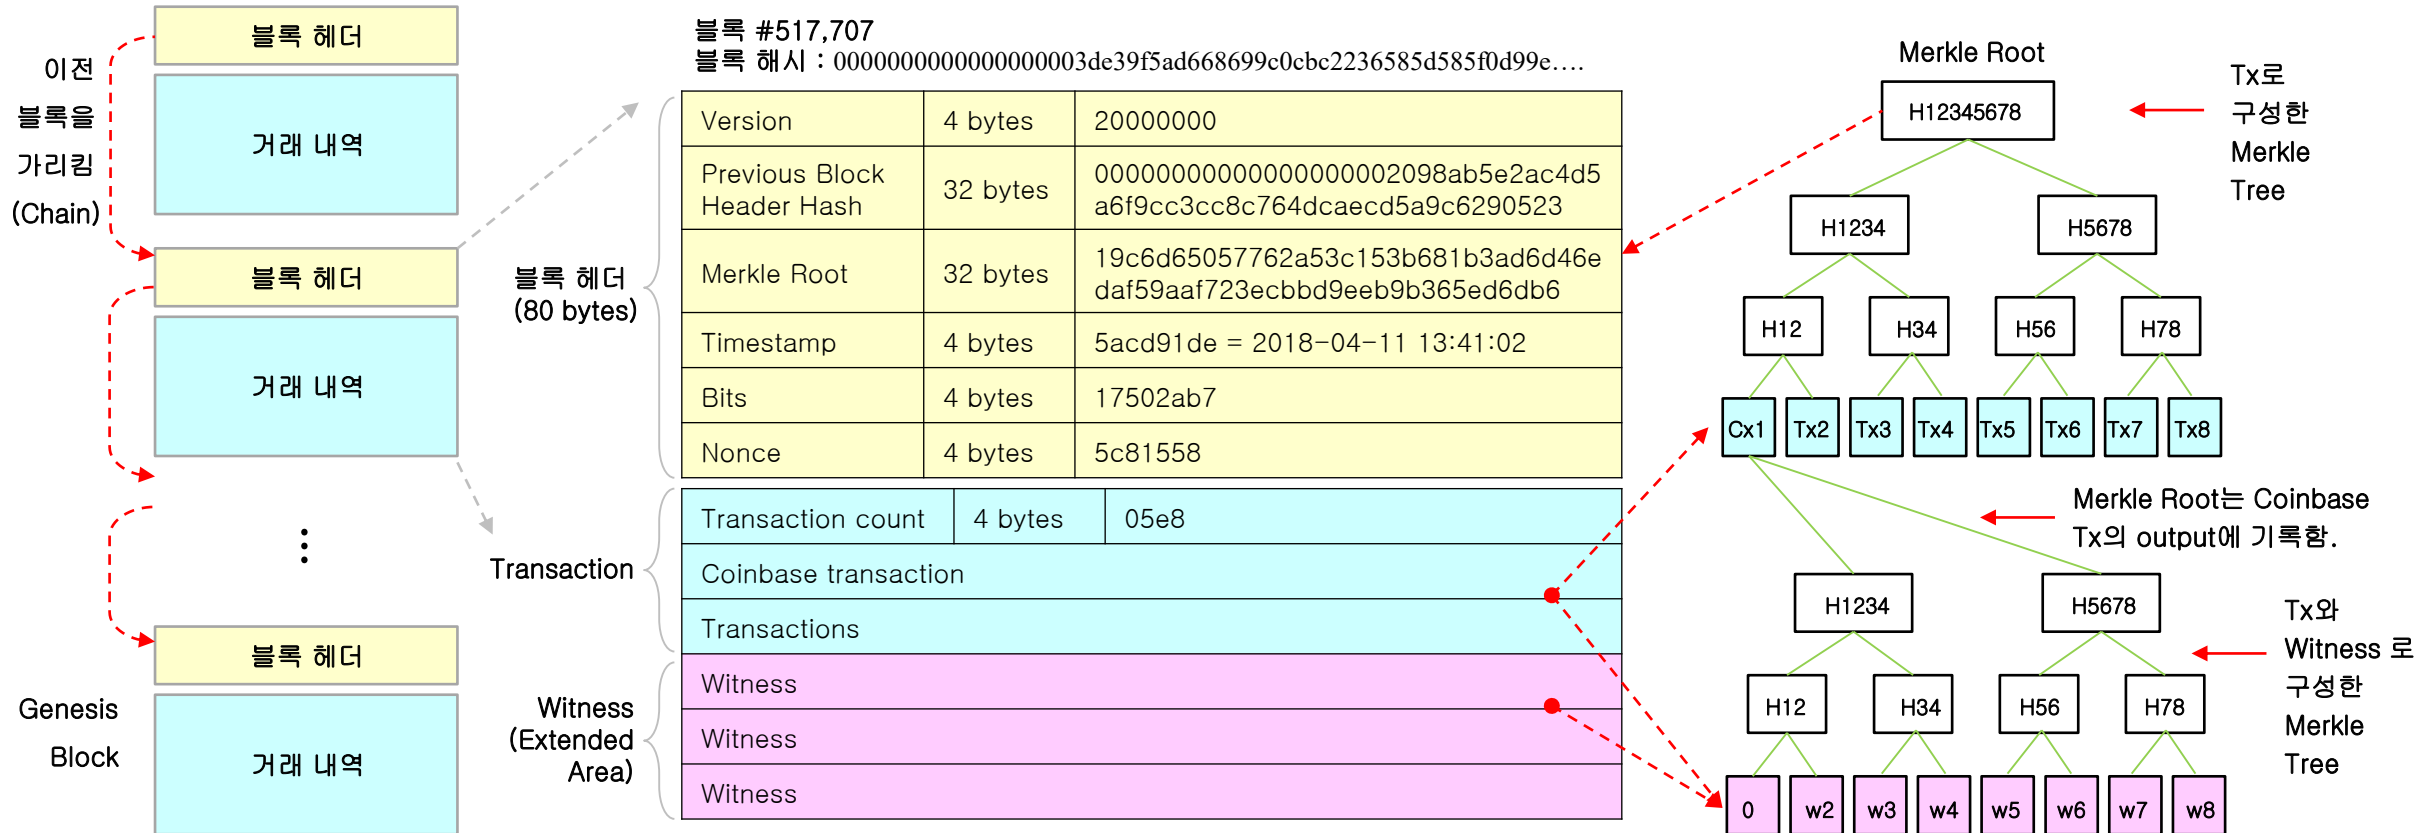 블록 헤더
거래 내역
이전
블록을
가리킴
(Chain)
블록 헤더
거래 내역
⋮
블록 헤더
거래 내역
Genesis
Block
블록 #517,707
블록 해시 : 0000000000000000003de39f5ad668699c0cbc2236585d585f0d99e….
블록 헤더
(80 bytes)
Version 4 bytes 20000000
Previous Block
Header Hash
32 bytes
00000000000000000002098ab5e2ac4d5
a6f9cc3cc8c764dcaecd5a9c6290523
Merkle Root 32 bytes
19c6d65057762a53c153b681b3ad6d46e
daf59aaf723ecbbd9eeb9b365ed6db6
Timestamp 4 bytes 5acd91de = 2018-04-11 13:41:02
Bits 4 bytes 17502ab7
Nonce 4 bytes 5c81558
Transaction
Transaction count 4 bytes 05e8
Coinbase transaction
Transactions
Witness
(Extended
Area)
Witness
Witness
Witness
Merkle Root
H12345678
Tx로
구성한
Merkle
Tree
H1234 H5678
H12 H34 H56 H78
Cx1 Tx2 Tx3 Tx4 Tx5 Tx6 Tx7 Tx8
Merkle Root는 Coinbase
Tx의 output에 기록함.
H1234 H5678
Tx와
Witness 로
구성한
Merkle
Tree
H12 H34 H56 H78
0 w2 w3 w4 w5 w6 w7 w8